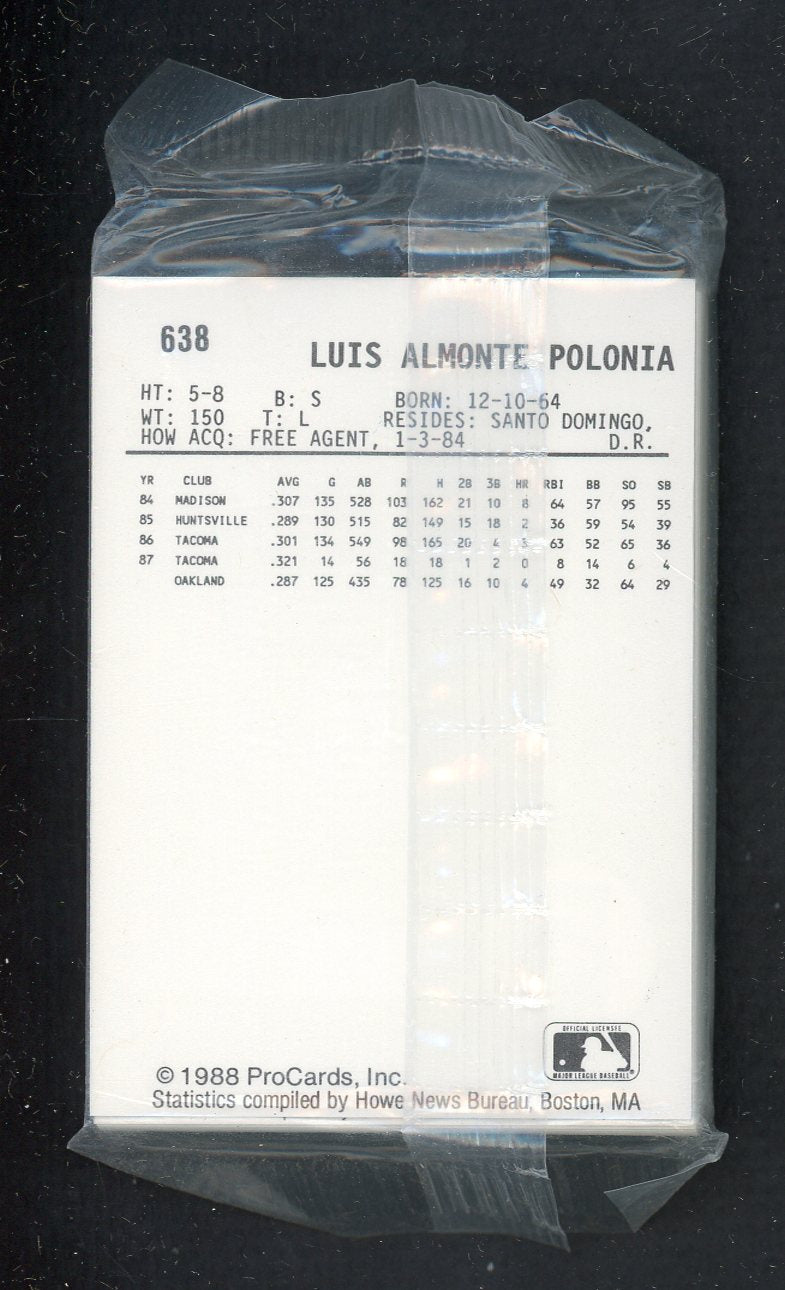 638
LUIS ALMONTE POLONIA
HT: 5-8 B: S BORN: 12-10-64
WT: 150 T: L RESIDES: SANTO DOMINGO,
HOW ACQ: FREE AGENT, 1-3-84 D.R.
YR CLUB AVG G AB R H 2B 3B HR RBI BB SO SB
84 MADISON .307 135 528 103 162 21 10 8 64 57 95 55
85 HUNTSVILLE .289 130 515 82 149 15 18 2 36 59 54 39
86 TACOMA .301 134 549 98 165 20 4 3 63 52 65 36
87 TACOMA .321 14 56 18 18 1 2 0 8 14 6 4
OAKLAND .287 125 435 78 125 16 10 4 49 32 64 29
OFFICIAL LICENSEE
MAJOR LEAGUE BASEBALL®
© 1988 ProCards, Inc.
Statistics compiled by Howe News Bureau, Boston, MA